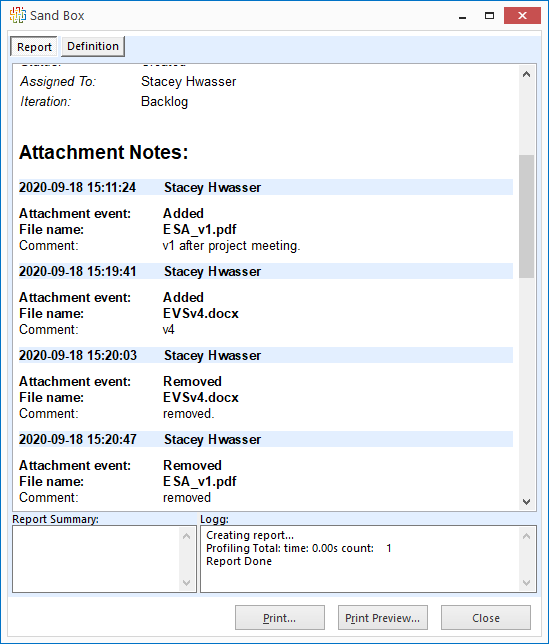 Sand Box
Report Definition
Assigned To: Stacey Hwasser
Iteration: Backlog
Attachment Notes:
2020-09-18 15:11:24 Stacey Hwasser
Attachment event: Added
File name: ESA_v1.pdf
Comment: v1 after project meeting.
2020-09-18 15:19:41 Stacey Hwasser
Attachment event: Added
File name: EVSv4.docx
Comment: v4
2020-09-18 15:20:03 Stacey Hwasser
Attachment event: Removed
File name: EVSv4.docx
Comment: removed.
2020-09-18 15:20:47 Stacey Hwasser
Attachment event: Removed
File name: ESA_v1.pdf
Comment: removed
Report Summary: Logg:
Creating report...
Profiling Total: time: 0.00s count: 1
Report Done
Print... Print Preview... Close